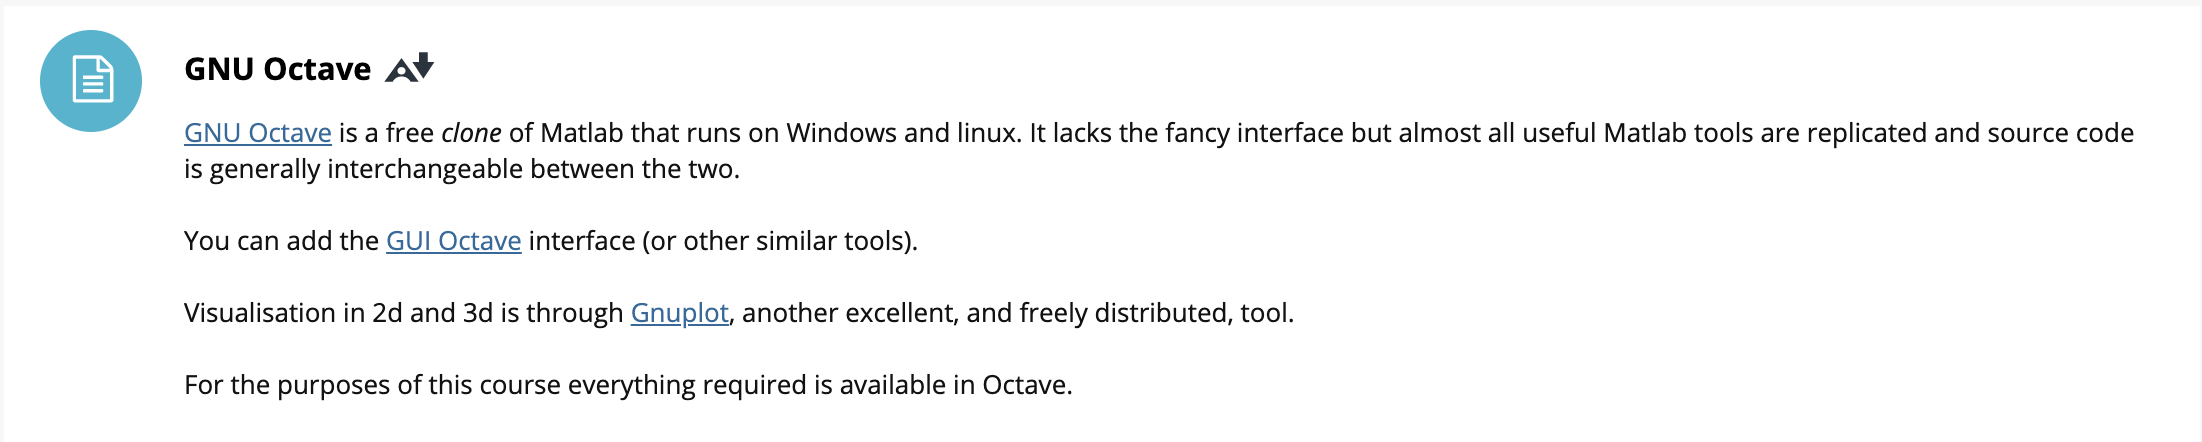 GNU Octave
GNU Octave is a free clone of Matlab that runs on Windows and linux. It lacks the fancy interface but almost all useful Matlab tools are replicated and source code
is generally interchangeable between the two.
You can add the GUI Octave interface (or other similar tools).
Visualisation in 2d and 3d is through Gnuplot, another excellent, and freely distributed, tool.
For the purposes of this course everything required is available in Octave.